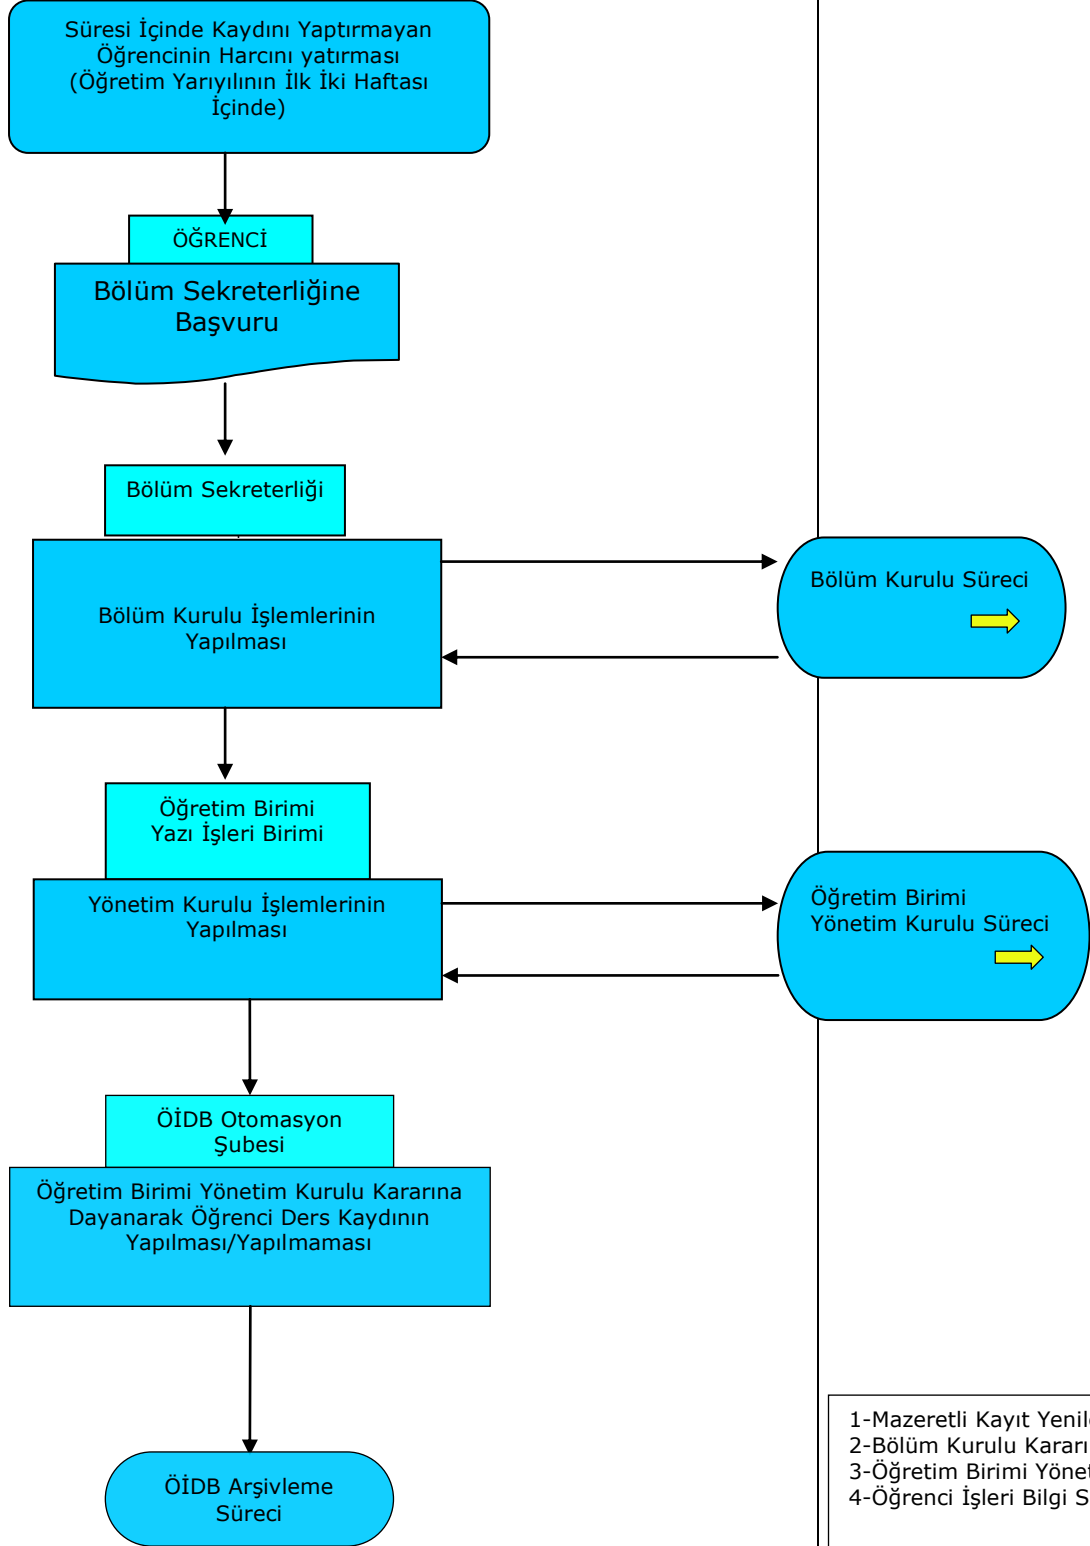 Süresi İçinde Kaydını Yaptırmayan
Öğrencinin Harcını yatırması
(Öğretim Yarıyılının İlk İki Haftası
İçinde)
ÖĞRENCİ
Bölüm Sekreterliğine
Başvuru
Bölüm Sekreterliği
Bölüm Kurulu İşlemlerinin
Yapılması
Bölüm Kurulu Süreci
Öğretim Birimi
Yazı İşleri Birimi
Yönetim Kurulu İşlemlerinin
Yapılması
Öğretim Birimi
Yönetim Kurulu Süreci
ÖİDB Otomasyon
Şubesi
Öğretim Birimi Yönetim Kurulu Kararına
Dayanarak Öğrenci Ders Kaydının
Yapılması/Yapılmaması
ÖİDB Arşivleme
Süreci
1-Mazeretli Kayıt
2-Bölüm Kurulu Kararı
3-Öğretim Birimi
4-Öğrenci İşleri Bilgi